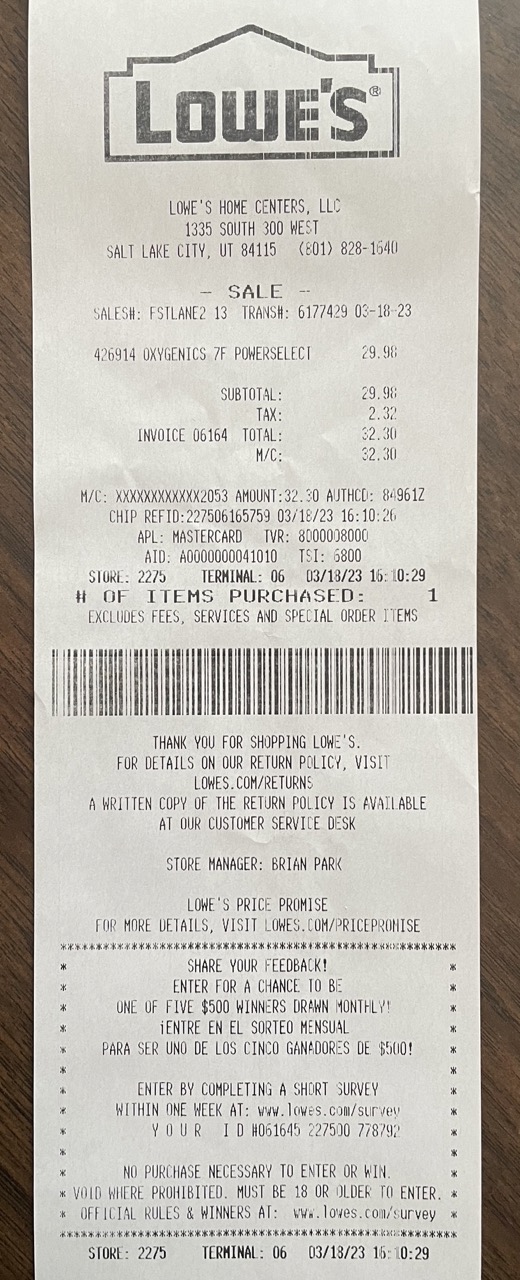 LOWE'S®
LOWE'S HOME CENTERS, LLC
1335 SOUTH 300 WEST
SALT LAKE CITY, UT 84115 (801) 828-1640
- SALE -
SALES#: FSTLANE2 13 TRANS#: 6177429 03-18-23
426914 OXYGENICS 7F POWERSELECT 29.98
SUBTOTAL: 29.98
TAX: 2.32
INVOICE 06164 TOTAL: 32.30
M/C: 32.30
M/C: XXXXXXXXXXXX2053 AMOUNT:32.30 AUTHCD: 84961Z
CHIP REFID:227506165759 03/18/23 16:10:26
APL: MASTERCARD TVR: 8000008000
AID: A0000000041010 TSI: 6800
STORE: 2275 TERMINAL: 06 03/18/23 16:10:29
# OF ITEMS PURCHASED: 1
EXCLUDES FEES, SERVICES AND SPECIAL ORDER ITEMS
THANK YOU FOR SHOPPING LOWE'S.
FOR DETAILS ON OUR RETURN POLICY, VISIT
LOWES.COM/RETURNS
A WRITTEN COPY OF THE RETURN POLICY IS AVAILABLE
AT OUR CUSTOMER SERVICE DESK
STORE MANAGER: BRIAN PARK
LOWE'S PRICE PROMISE
FOR MORE DETAILS, VISIT LOWES.COM/PRICEPROMISE
****************************************************
* SHARE YOUR FEEDBACK! *
* ENTER FOR A CHANCE TO BE *
* ONE OF FIVE $500 WINNERS DRAWN MONTHLY! *
* ¡ENTRE EN EL SORTEO MENSUAL *
* PARA SER UNO DE LOS CINCO GANADORES DE $500! *
* *
* ENTER BY COMPLETING A SHORT SURVEY *
* WITHIN ONE WEEK AT: www.lowes.com/survey *
* Y O U R I D #061645 227500 778792 *
* *
* NO PURCHASE NECESSARY TO ENTER OR WIN. *
* VOID WHERE PROHIBITED. MUST BE 18 OR OLDER TO ENTER. *
* OFFICIAL RULES & WINNERS AT: www.lowes.com/survey *
****************************************************
STORE: 2275 TERMINAL: 06 03/18/23 16:10:29